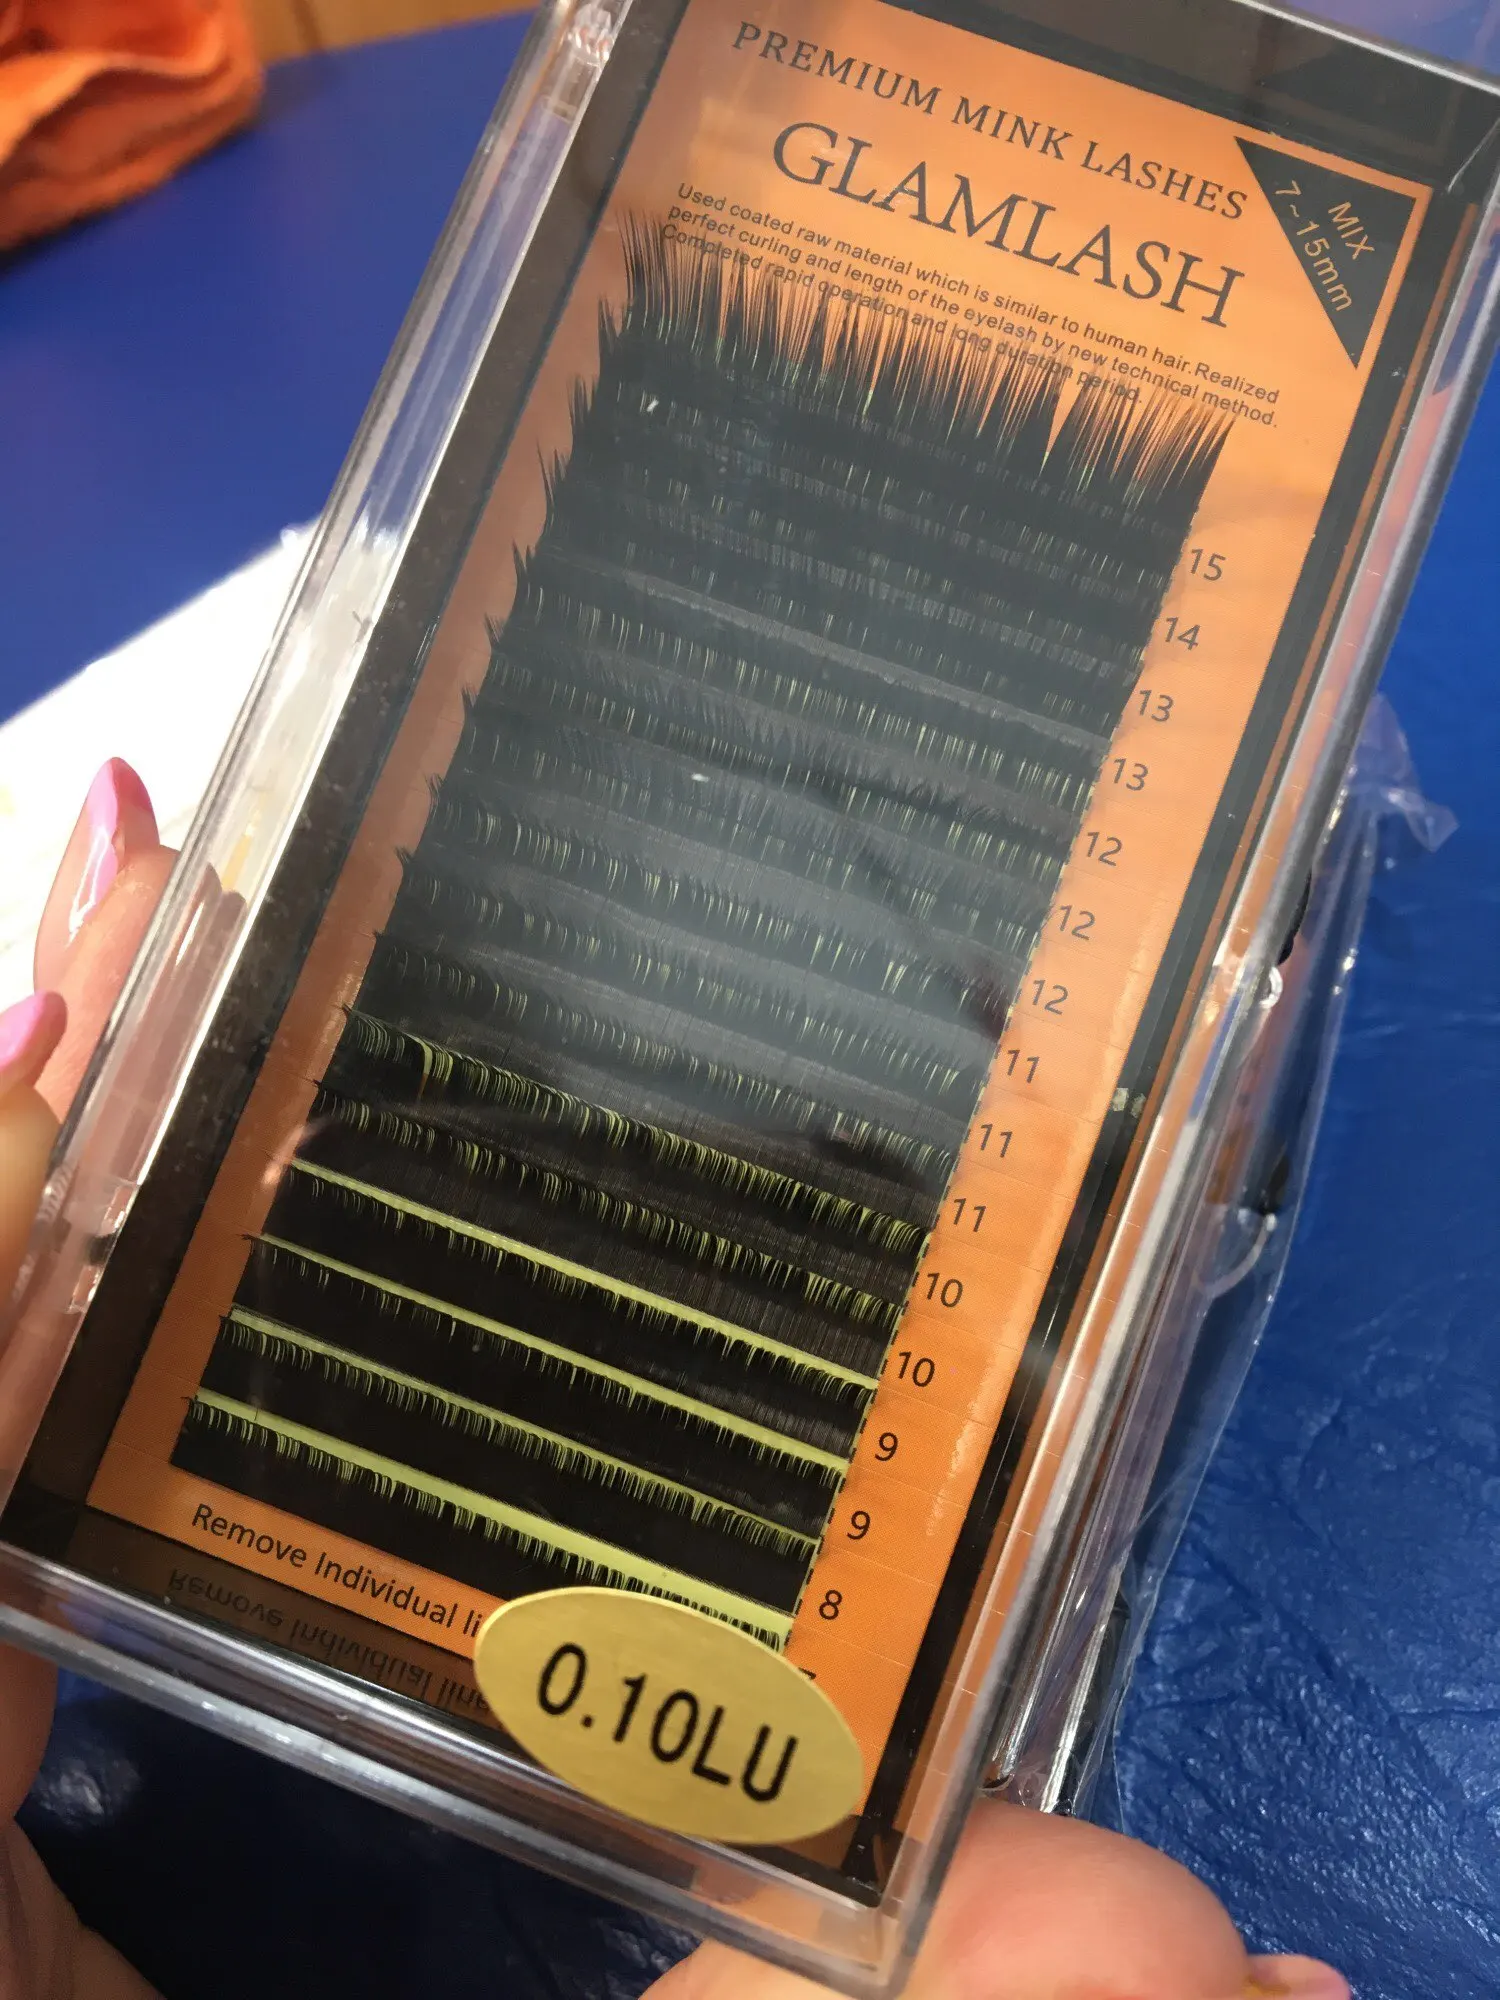 PREMIUM MINK LASHES
GLAMLASH
MIX
7~15mm
Used coated raw material which is similar to human hair.Realized
perfect curling and length of the eyelash by new technical method.
Completed rapid operation and long duration period.
15
14
13
13
12
12
12
11
11
11
10
10
9
9
8
Remove Individual li
0.10LU